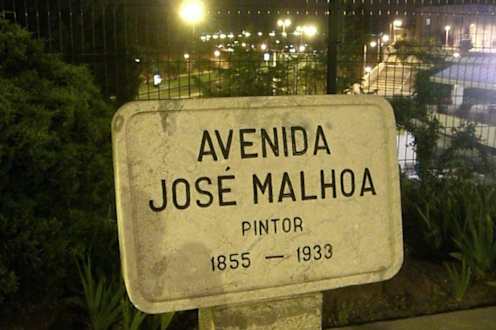 AVENIDA
JOSÉ MALHOA
PINTOR
1855 — 1933